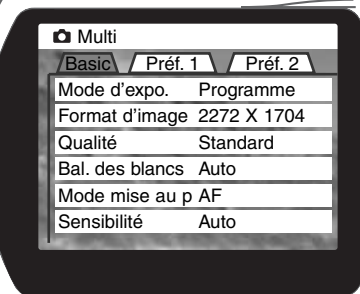 Multi
Basic Préf. 1 Préf. 2
Mode d'expo. Programme
Format d'image 2272 X 1704
Qualité Standard
Bal. des blancs Auto
Mode mise au p AF
Sensibilité Auto